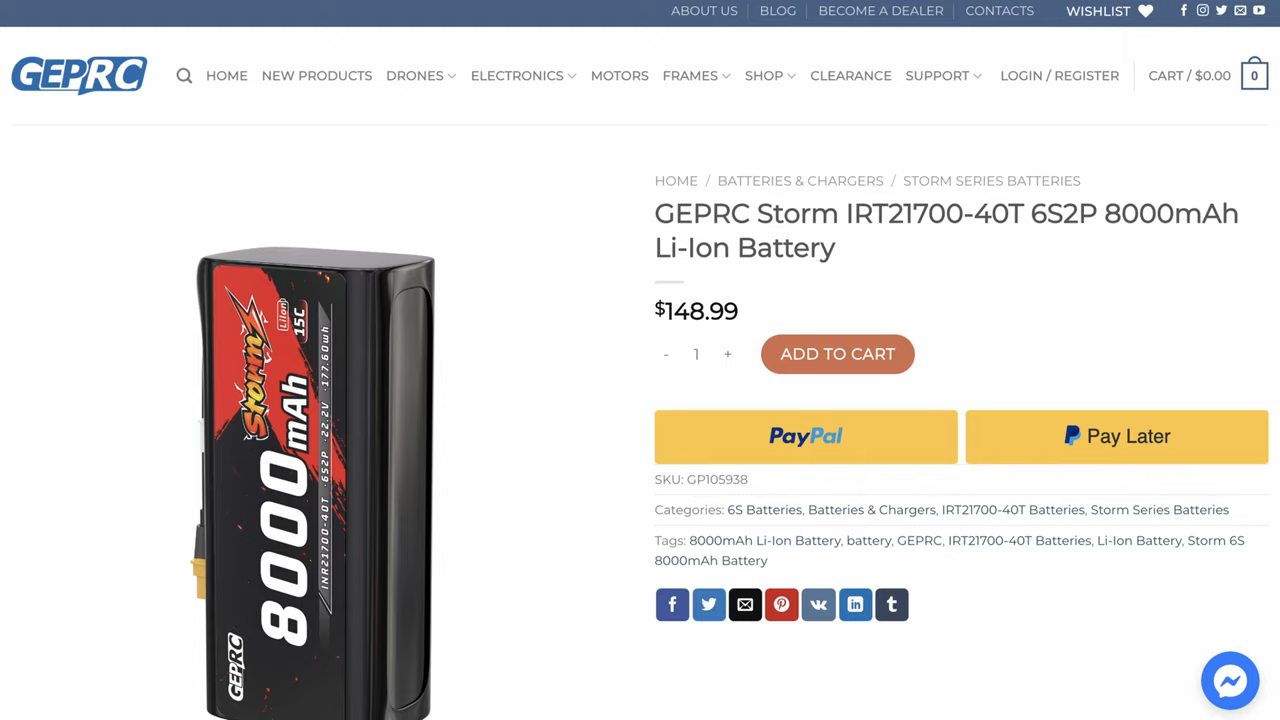 ABOUT US
BLOG
BECOME A DEALER
CONTACTS
WISHLIST
GEPRC
HOME
NEW PRODUCTS
DRONES
ELECTRONICS
MOTORS
FRAMES
SHOP
CLEARANCE
SUPPORT
LOGIN / REGISTER
CART / $0.00
0
HOME / BATTERIES & CHARGERS / STORM SERIES BATTERIES
GEPRC Storm IRT21700-40T 6S2P 8000mAh
Li-Ion Battery
$148.99
- 1 +
ADD TO CART
PayPal
Pay Later
SKU: GP105938
Categories: 6S Batteries, Batteries & Chargers, IRT21700-40T Batteries, Storm Series Batteries
Tags: 8000mAh Li-Ion Battery, battery, GEPRC, IRT21700-40T Batteries, Li-Ion Battery, Storm 6S
8000mAh Battery
Storm
LiIon
15C
8000mAh
INR21700-40T ·6S2P ·22.2V ·177.60wh
GEPRC